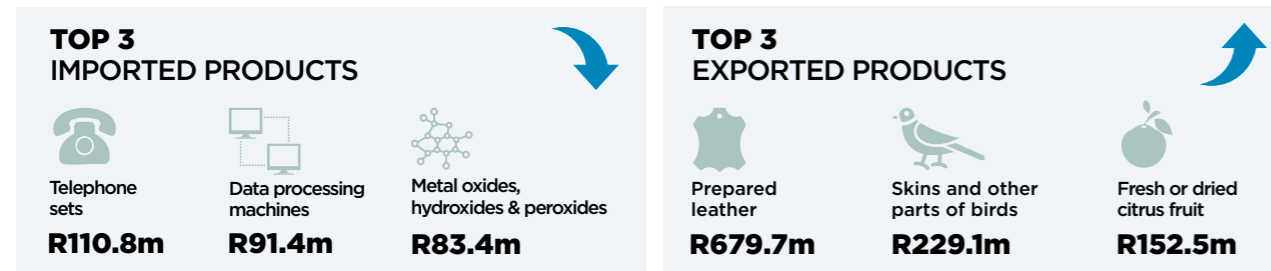 TOP 3
IMPORTED PRODUCTS
Telephone
sets
R110.8m
Data processing
machines
R91.4m
Metal oxides,
hydroxides & peroxides
R83.4m
TOP 3
EXPORTED PRODUCTS
Prepared
leather
R679.7m
Skins and other
parts of birds
R229.1m
Fresh or dried
citrus fruit
R152.5m